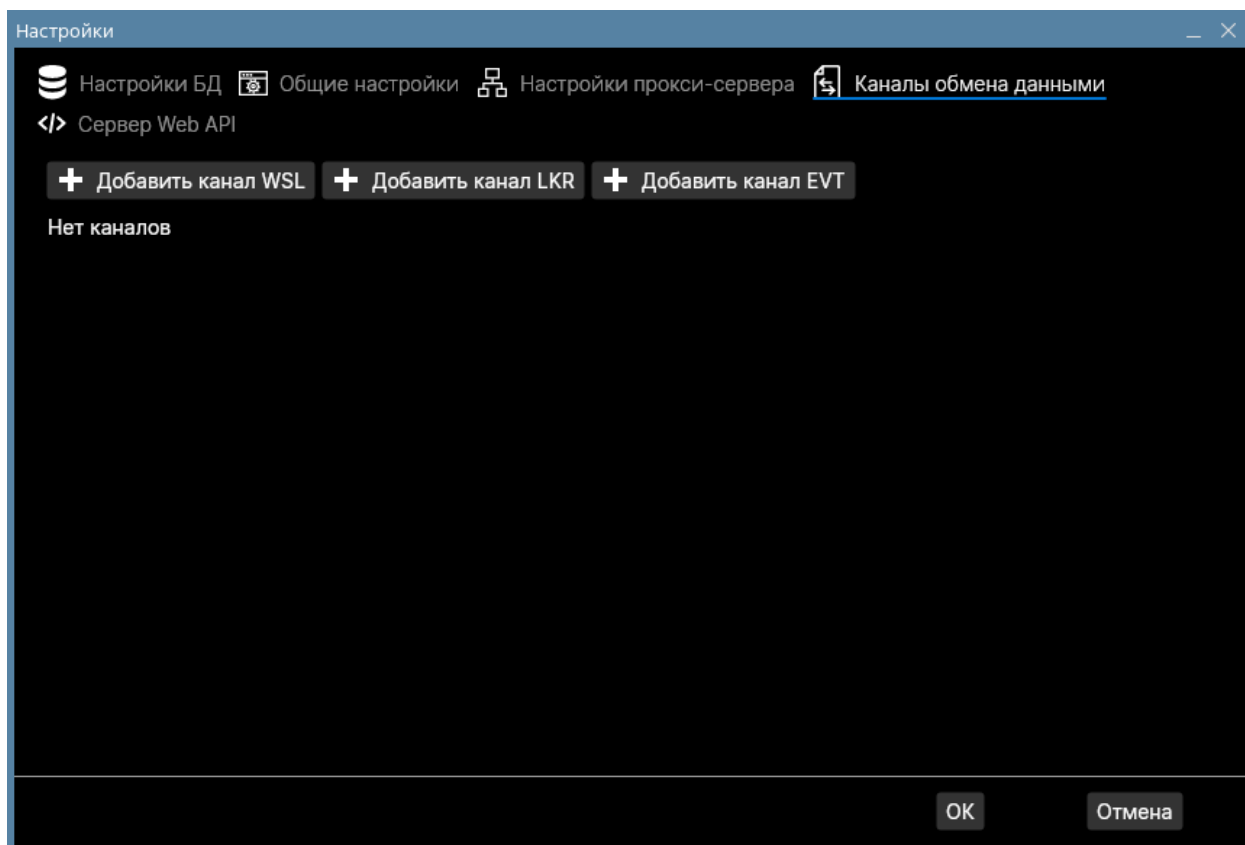 Настройки
Настройки БД Общие настройки Настройки прокси-сервера Каналы обмена данными
Сервер Web API
Добавить канал WSL Добавить канал LKR Добавить канал EVT
Нет каналов
ОК Отмена